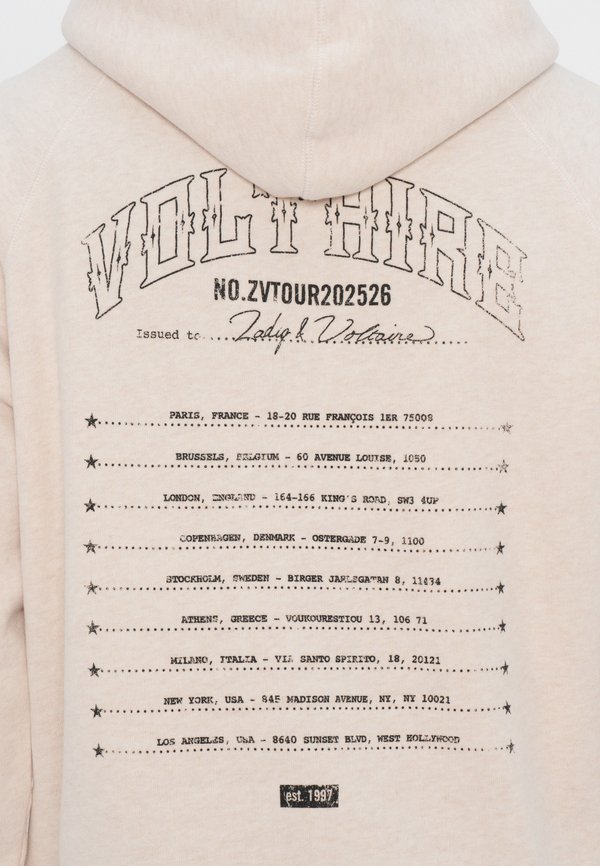 VOLTAIRE
NO.ZVTOUR202526
Issued to.....Zadig & Voltaire.....
PARIS, FRANCE - 18-20 RUE FRANÇOIS 1ER 75008
BRUSSELS, BELGIUM - 60 AVENUE LOUISE, 1050
LONDON, ENGLAND - 164-166 KING'S ROAD, SW3 4UP
COPENHAGEN, DENMARK - OSTERGADE 7-9, 1100
STOCKHOLM, SWEDEN - BIRGER JARLSGATAN 8, 11434
ATHENS, GREECE - VOUKOURESTIOU 13, 106 71
MILANO, ITALIA - VIA SANTO SPIRITO, 18, 20121
NEW YORK, USA - 845 MADISON AVENUE, NY, NY 10021
LOS ANGELES, USA - 8640 SUNSET BLVD, WEST HOLLYWOOD
est. 1997